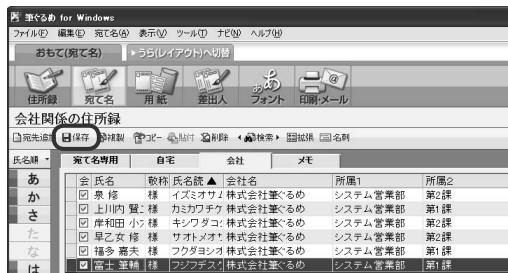 筆ぐるめ for Windows
ファイル(F) 編集(E) 宛て名(A) 表示(V) ツール(T) ナビ(N) ヘルプ(H)
おもて(宛て名) うら(レイアウト)へ切替
住所録 宛て名 用紙 差出人 フォント 印刷・メール
会社関係の住所録
宛先追加 保存 複製 コピー 貼付 削除 検索 拡張 名刺
氏名順 宛て名専用 自宅 会社 メモ
あ 会 氏名 敬称 氏名読▲ 会社名 所属1 所属2
か 泉 修 様 イズミオサム 株式会社筆ぐるめ システム営業部 第2課
上川内 賢 様 カミカワチケ 株式会社筆ぐるめ システム営業部 第1課
さ 岸和田 小 様 キシワダコ 株式会社筆ぐるめ システム営業部 第2課
た 早乙女 修 様 サオトメオ 株式会社筆ぐるめ システム営業部 第2課
な 福多 嘉夫 様 フクダヨシオ 株式会社筆ぐるめ システム営業部 第1課
は 富士 筆輔 様 フジフデス 株式会社筆ぐるめ システム営業部 第1課